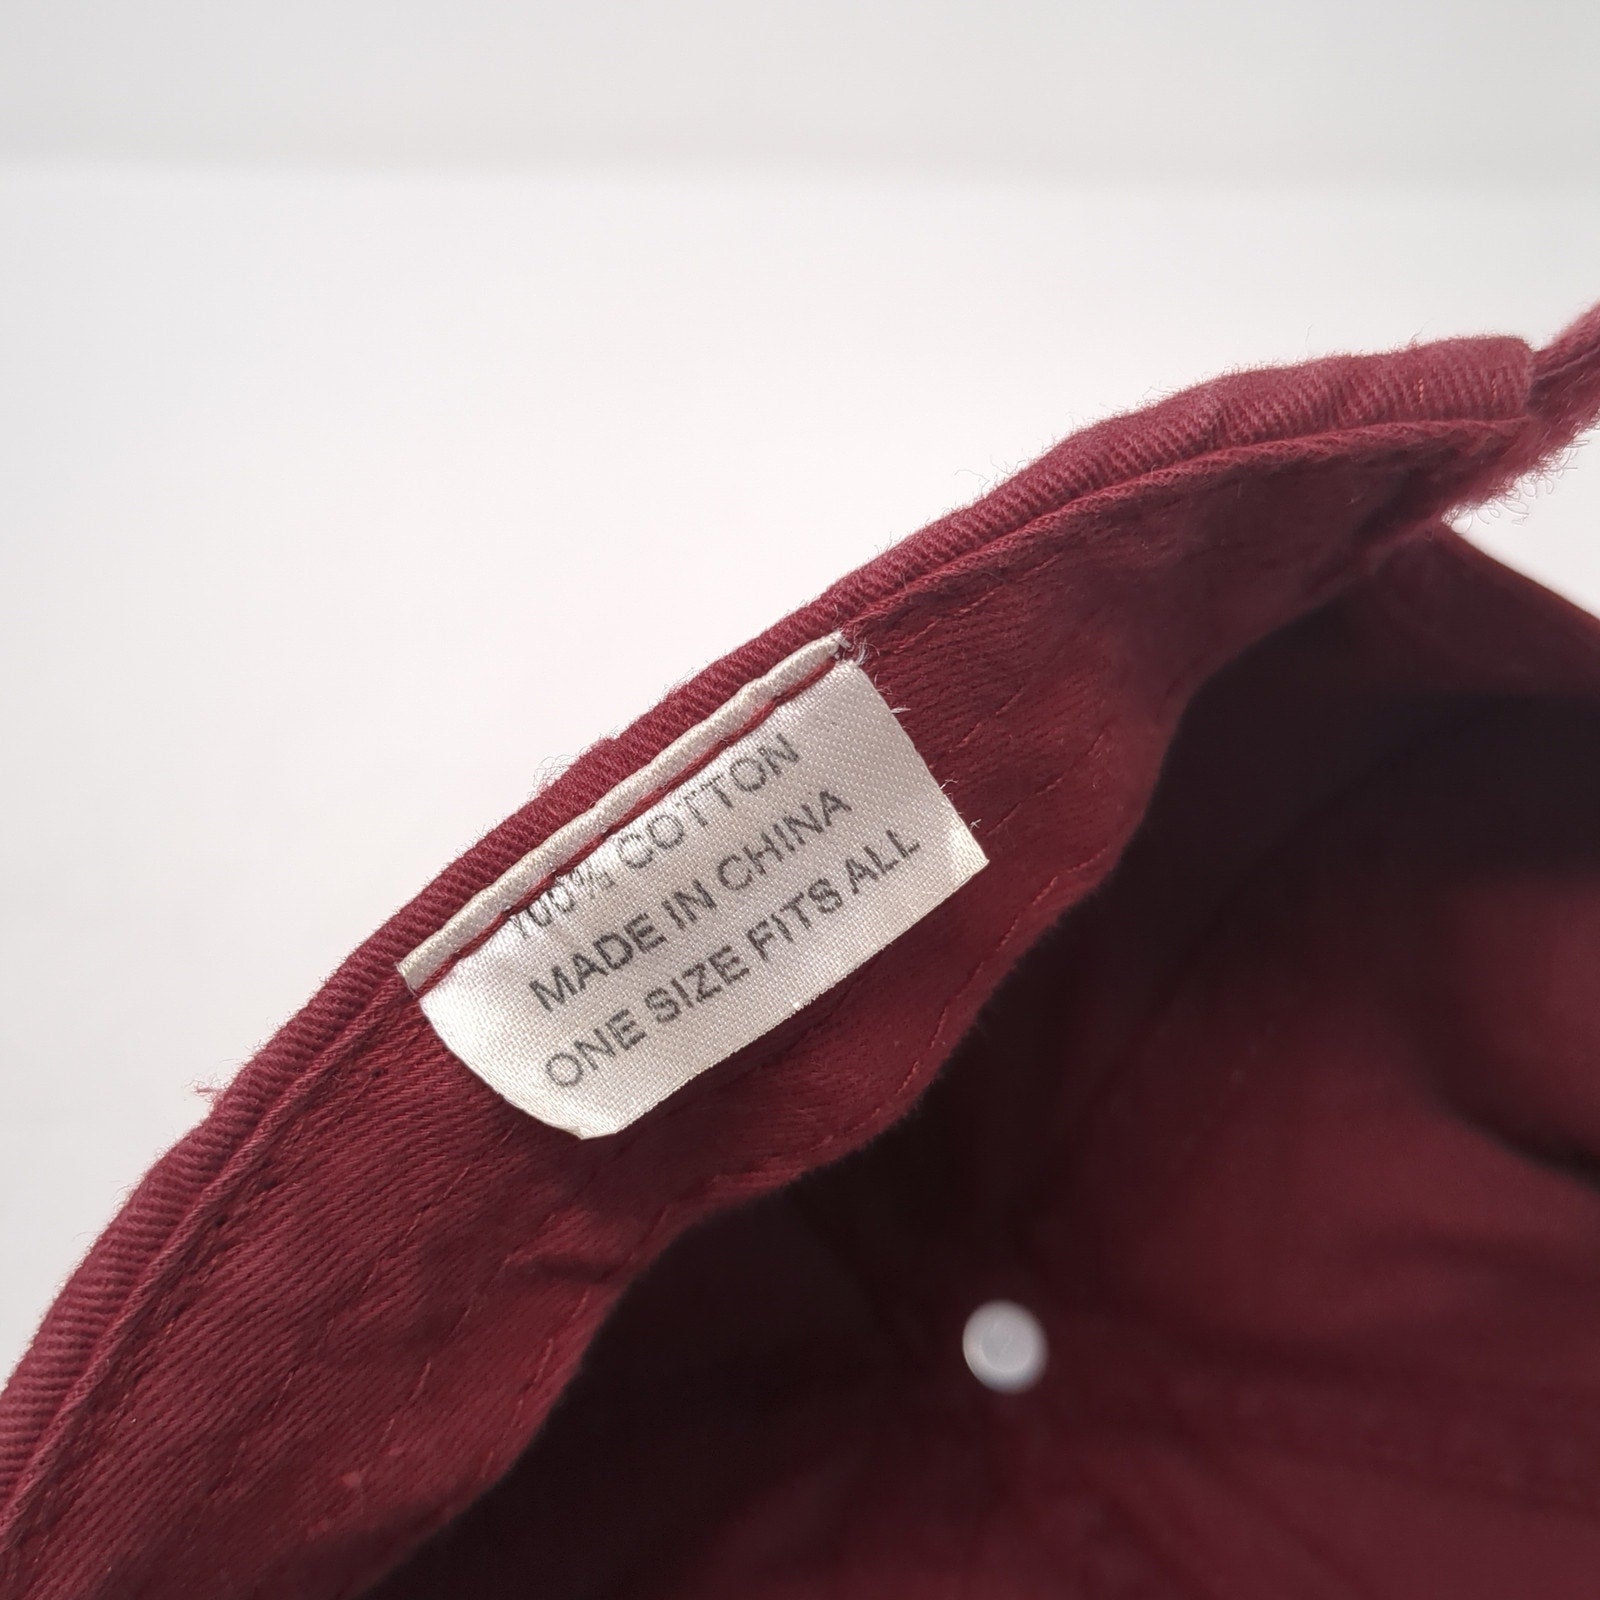 100% COTTON
MADE IN CHINA
ONE SIZE FITS ALL